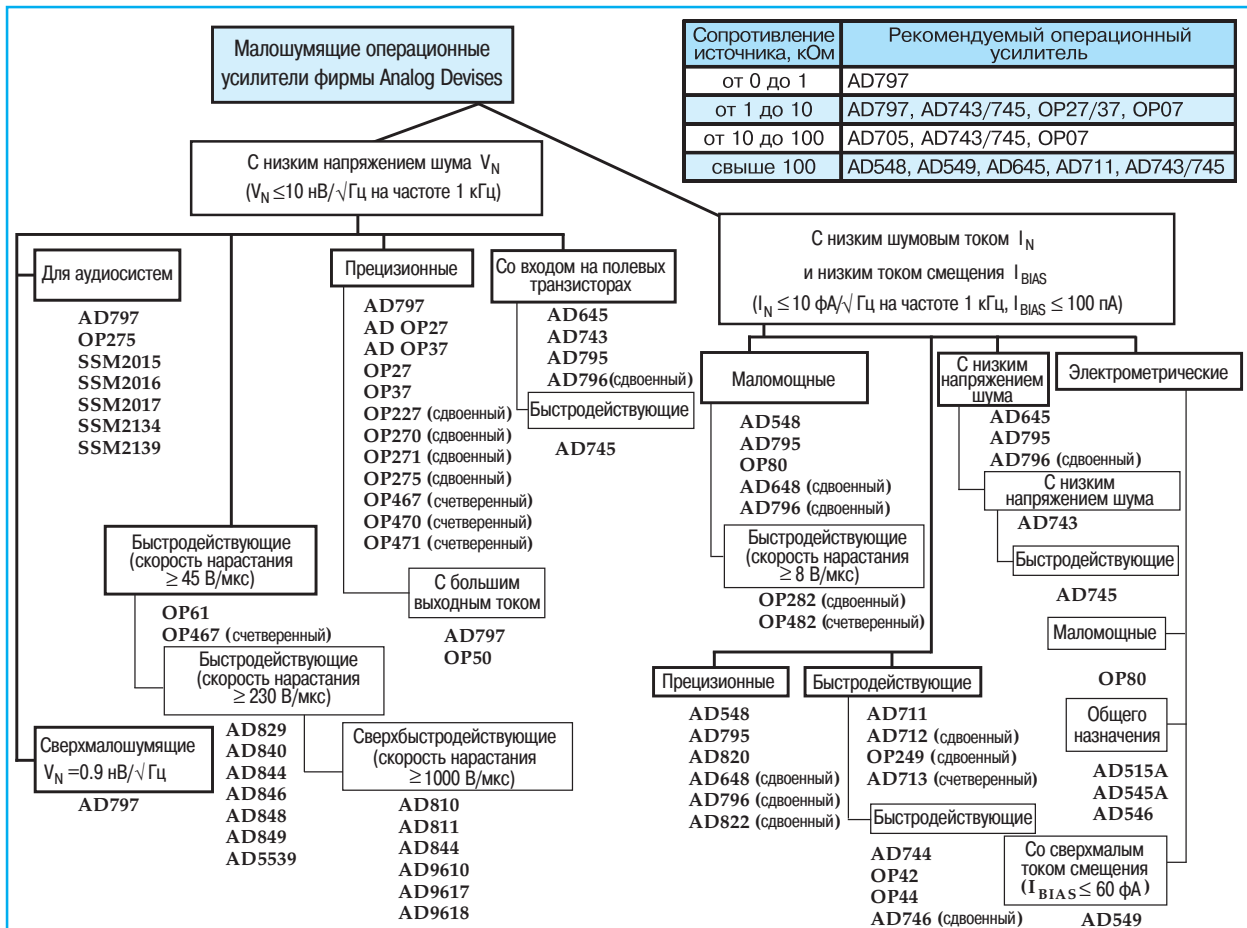 Малошумящие операционные
усилители фирмы Analog Devises
Сопротивление
источника, кОм
Рекомендуемый операционный
усилитель
от 0 до 1
AD797
от 1 до 10
AD797, AD743/745, OP27/37, OP07
от 10 до 100
AD705, AD743/745, OP07
свыше 100
AD548, AD549, AD645, AD711, AD743/745
С низким напряжением шума V_N
(V_N ≤10 нВ/√Гц на частоте 1 кГц)
С низким шумовым током I_N
и низким током смещения I_BIAS
(I_N ≤ 10 фА/√ Гц на частоте 1 кГц, I_BIAS ≤ 100 пА)
Для аудиосистем
AD797
OP275
SSM2015
SSM2016
SSM2017
SSM2134
SSM2139
Прецизионные
AD797
AD OP27
AD OP37
OP27
OP37
OP227 (сдвоенный)
OP270 (сдвоенный)
OP271 (сдвоенный)
OP275 (сдвоенный)
OP467 (счетверенный)
OP470 (счетверенный)
OP471 (счетверенный)
С большим
выходным током
AD797
OP50
Со входом на полевых
транзисторах
AD645
AD743
AD795
AD796(сдвоенный)
Быстродействующие
AD745
Быстродействующие
(скорость нарастания
≥ 45 В/мкс)
OP61
OP467 (счетверенный)
Быстродействующие
(скорость нарастания
≥ 230 В/мкс)
AD829
AD840
AD844
AD846
AD848
AD849
AD5539
Сверхбыстродействующие
(скорость нарастания
≥1000 В/мкс)
AD810
AD811
AD844
AD9610
AD9617
AD9618
Сверхмалошумящие
V_N =0.9 нВ/√ Гц
AD797
Маломощные
AD548
AD795
OP80
AD648 (сдвоенный)
AD796 (сдвоенный)
Быстродействующие
(скорость нарастания
≥ 8 В/мкс)
OP282 (сдвоенный)
OP482 (счетверенный)
Прецизионные
AD548
AD795
AD820
AD648 (сдвоенный)
AD796 (сдвоенный)
AD822 (сдвоенный)
Быстродействующие
AD711
AD712 (сдвоенный)
OP249 (сдвоенный)
AD713 (счетверенный)
Быстродействующие
AD744
OP42
OP44
AD746 (сдвоенный)
С низким
напряжением
шума
AD645
AD795
AD796 (сдвоенный)
С низким
напряжением шума
AD743
Быстродействующие
AD745
Электрометрические
Маломощные
OP80
Общего
назначения
AD515A
AD545A
AD546
Со сверхмалым
током смещения
(I_BIAS ≤ 60 фА)
AD549